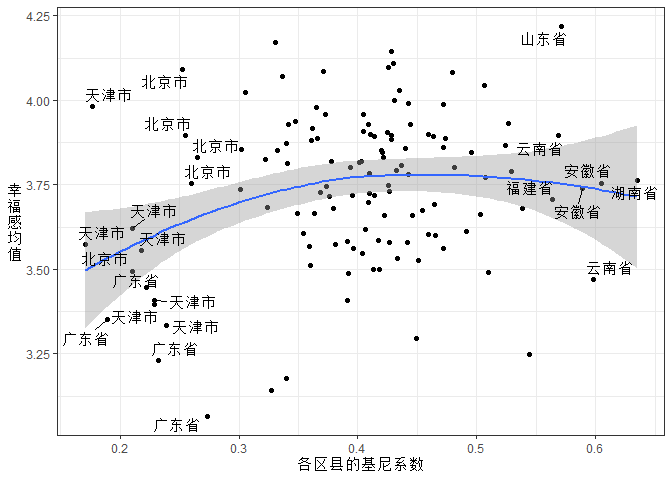 4.25
4.00
3.75
3.50
3.25
幸福感均值
山东省
北京市
天津市
北京市
北京市
云南省
北京市
安徽省
福建省
湖南省
天津市
安徽省
天津市
天津市
北京市
云南省
广东省
天津市
天津市
天津市
广东省
广东省
广东省
0.2
0.3
0.4
0.5
0.6
各区县的基尼系数